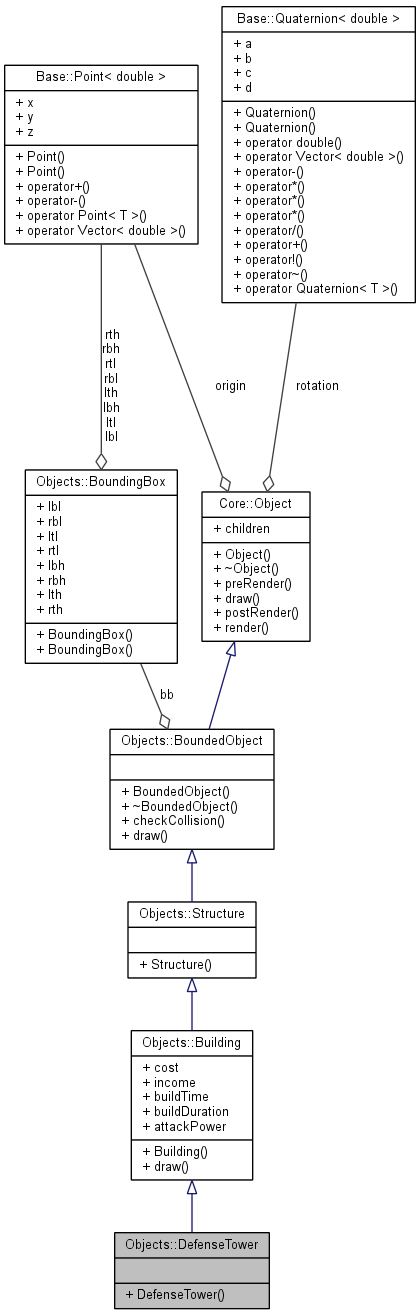 Base::Quaternion< double >
+ a
+ b
+ c
+ d
+ Quaternion()
+ Quaternion()
+ operator double()
+ operator Vector< double >()
+ operator-()
+ operator*()
+ operator*()
+ operator*()
+ operator/()
+ operator+()
+ operator!()
+ operator~()
+ operator Quaternion< T >()
Base::Point< double >
+ x
+ y
+ z
+ Point()
+ Point()
+ operator+()
+ operator-()
+ operator Point< T >()
+ operator Vector< double >()
rth
rbh
rtl
rbl
lth
lbh
ltl
lbl
origin
rotation
Objects::BoundingBox
+ lbl
+ rbl
+ ltl
+ rtl
+ lbh
+ rbh
+ lth
+ rth
+ BoundingBox()
+ BoundingBox()
Core::Object
+ children
+ Object()
+ ~Object()
+ preRender()
+ draw()
+ postRender()
+ render()
bb
Objects::BoundedObject
+ BoundedObject()
+ ~BoundedObject()
+ checkCollision()
+ draw()
Objects::Structure
+ Structure()
Objects::Building
+ cost
+ income
+ buildTime
+ buildDuration
+ attackPower
+ Building()
+ draw()
Objects::DefenseTower
+ DefenseTower()